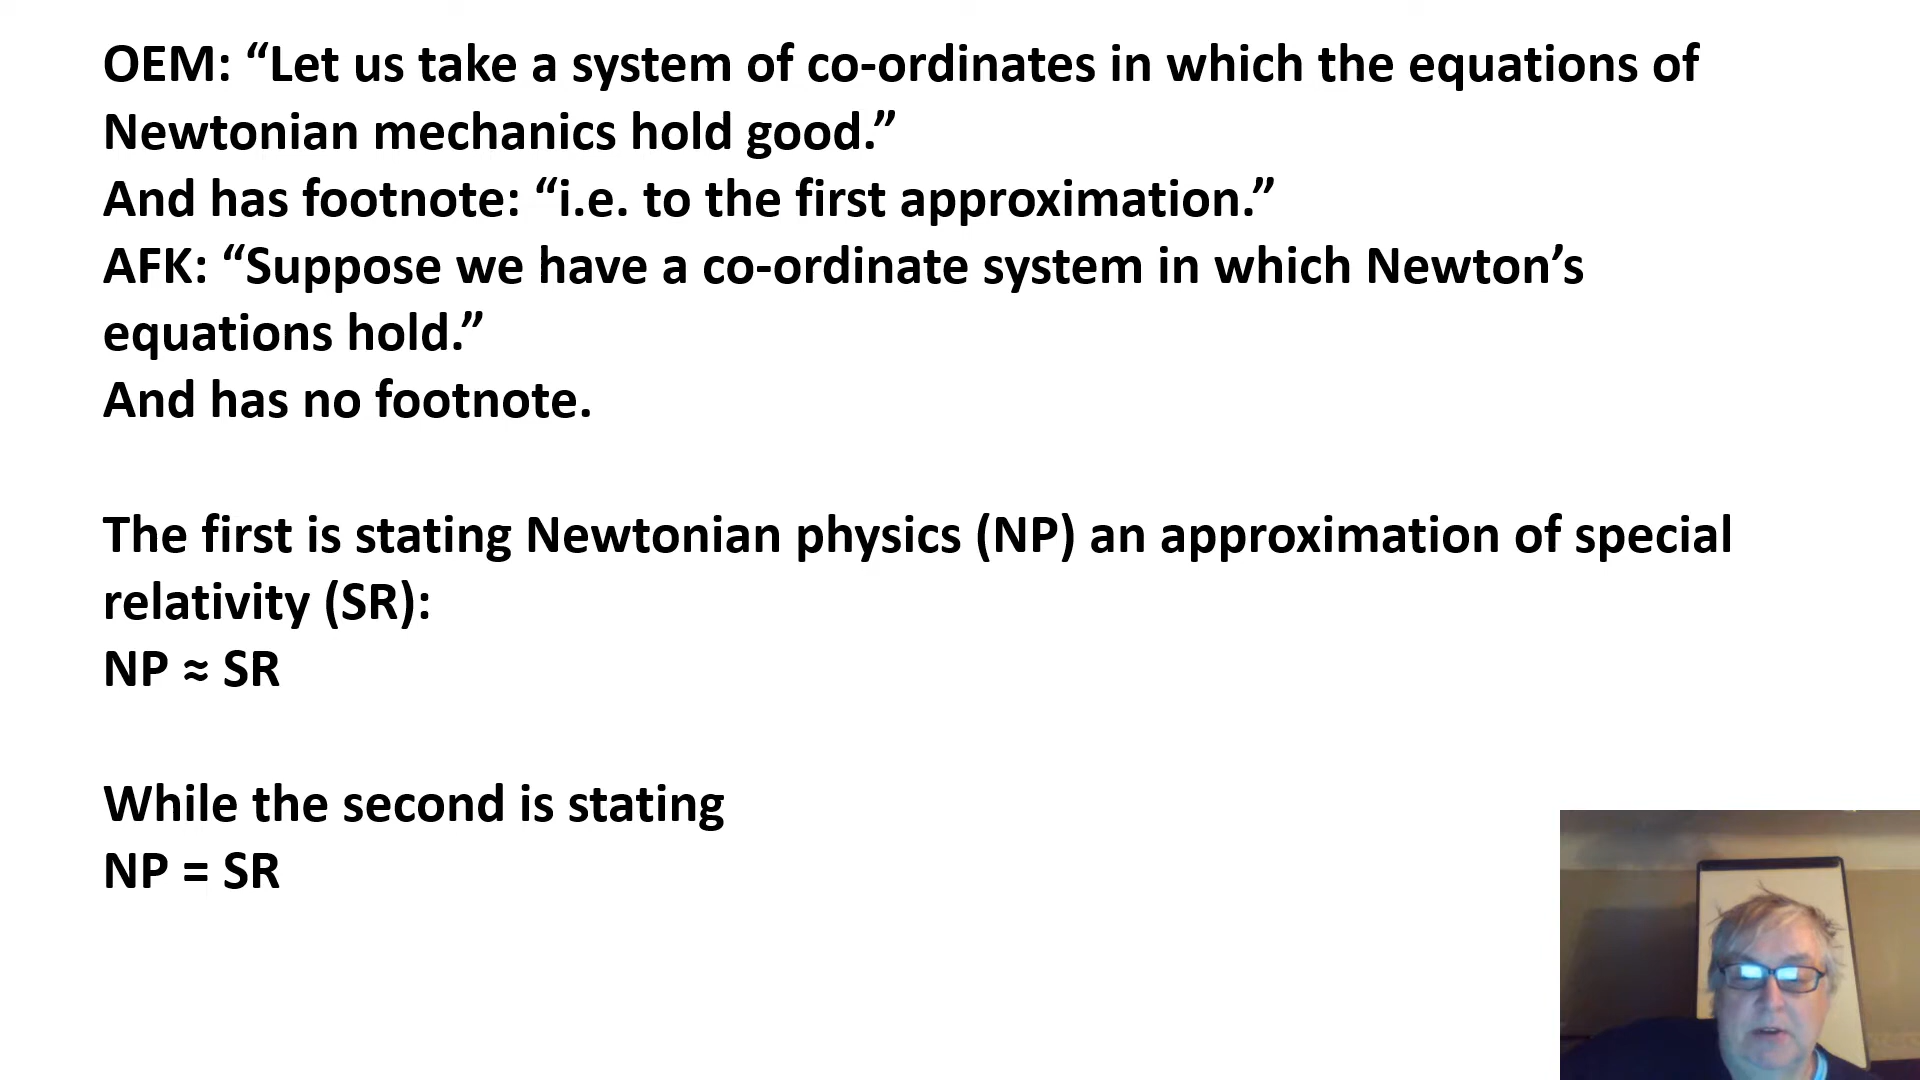 OEM: “Let us take a system of co-ordinates in which the equations of
Newtonian mechanics hold good.”
And has footnote: “i.e. to the first approximation.”
AFK: “Suppose we have a co-ordinate system in which Newton’s
equations hold.”
And has no footnote.
The first is stating Newtonian physics (NP) an approximation of special
relativity (SR):
NP ≈ SR
While the second is stating
NP = SR